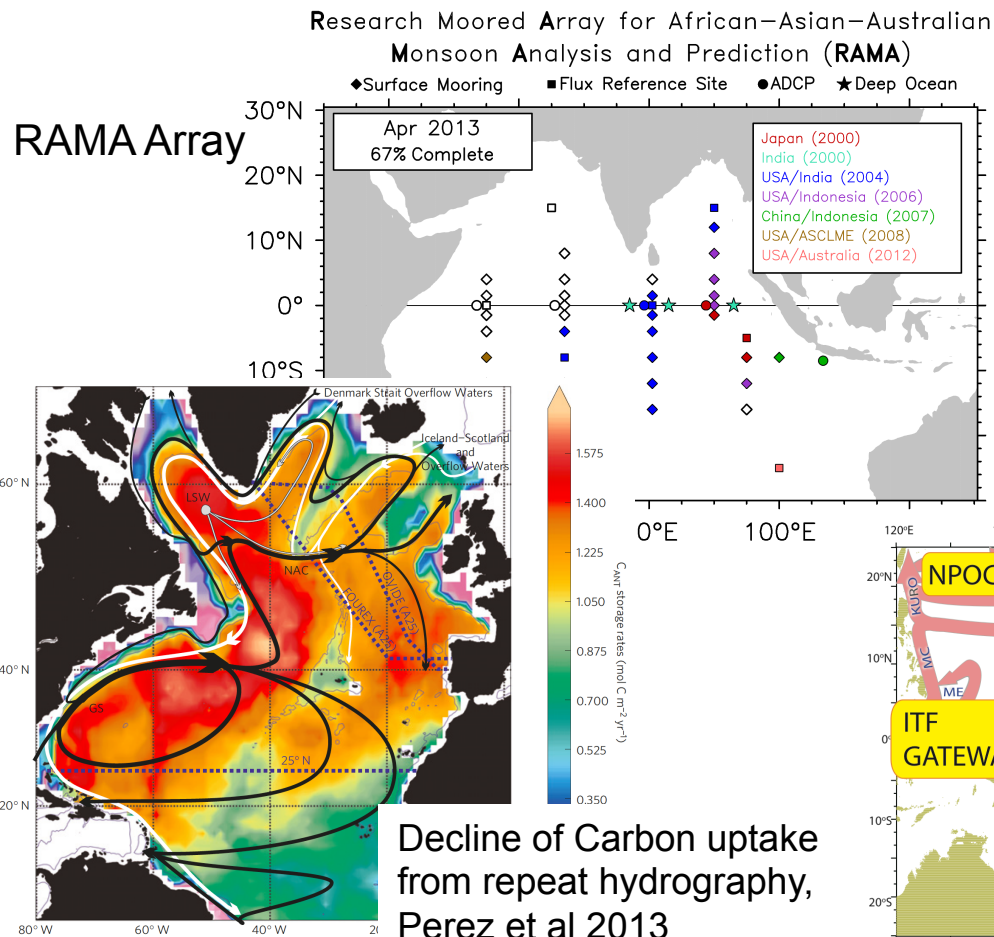 Research Moored Array for African-Asian-Australian
Monsoon Analysis and Prediction (RAMA)
◆Surface Mooring ■Flux Reference Site ●ADCP ★Deep Ocean
RAMA Array
30°N
20°N
10°N
0°
10°S
Apr 2013
67% Complete
Japan (2000)
India (2000)
USA/India (2004)
USA/Indonesia (2006)
China/Indonesia (2007)
USA/ASCLME (2008)
USA/Australia (2012)
0°E 100°E
Denmark Strait Overflow Waters
Iceland–Scotland
and
Overflow Waters
LSW
NAC
OVIDE (A25)
GS
25° N
60° N
40° N
20° N
80° W 60° W 40° W 20
1.575
1.400
1.225
1.050
0.875
0.700
0.525
0.350
CANT storage rates (mol C m⁻² yr⁻¹)
120°E
20°N
10°N
0°
10°S
20°S
NPOC
KURO
MC
ME
ITF
GATEWA
Decline of Carbon uptake
from repeat hydrography,
Perez et al 2013